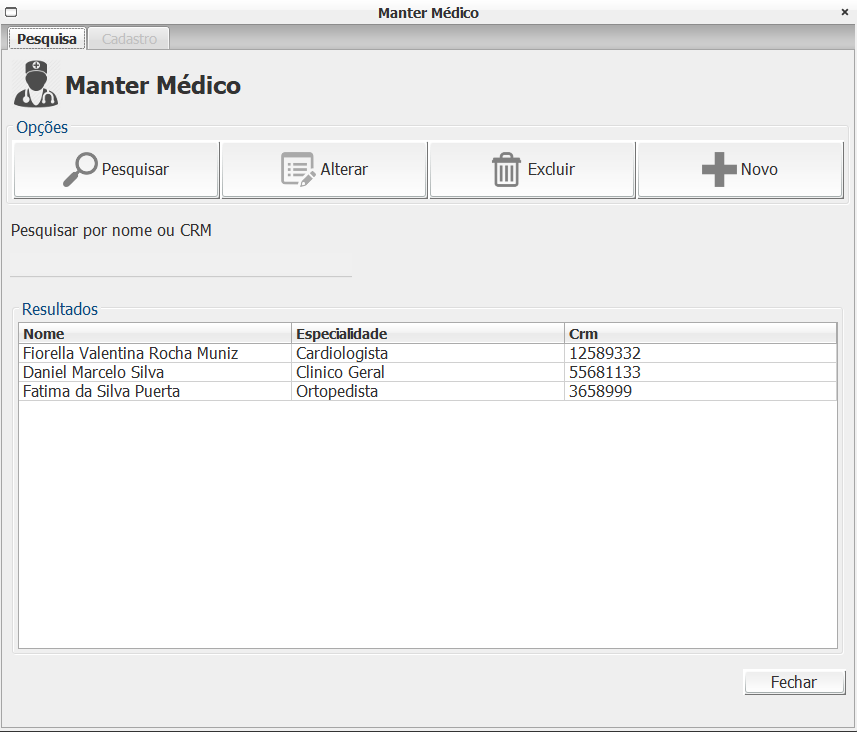 Manter Médico
Pesquisa Cadastro
Manter Médico
Opções
Pesquisar Alterar Excluir Novo
Pesquisar por nome ou CRM
Resultados
Nome Especialidade Crm
Fiorella Valentina Rocha Muniz Cardiologista 12589332
Daniel Marcelo Silva Clinico Geral 55681133
Fatima da Silva Puerta Ortopedista 3658999
Fechar